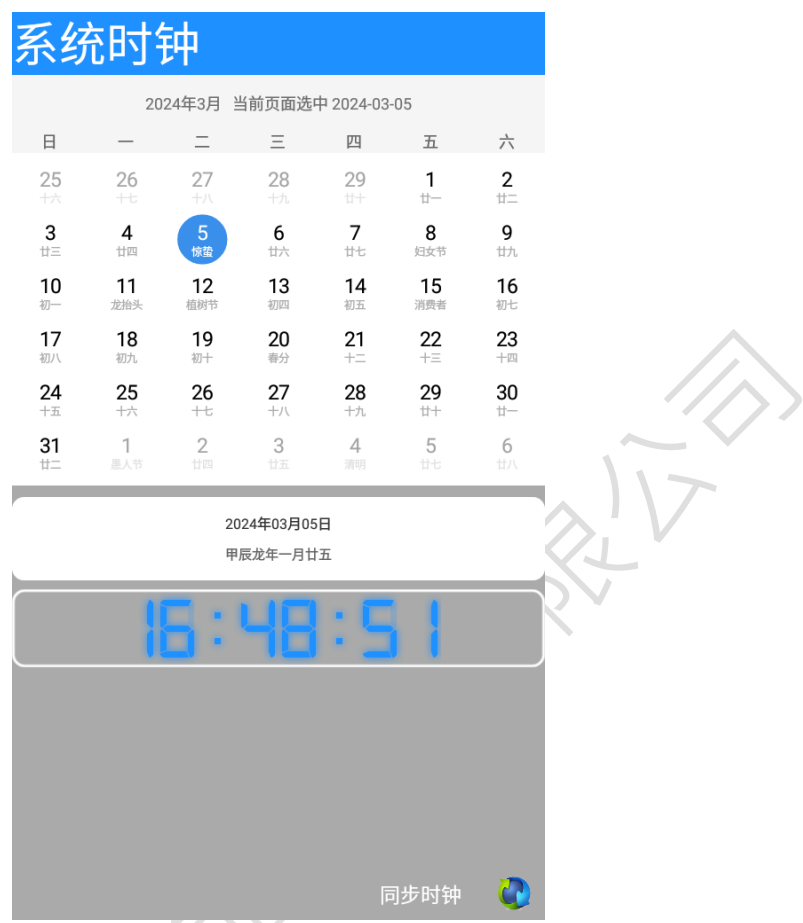 系统时钟
2024年3月 当前页面选中 2024-03-05
日 一 二 三 四 五 六
25 26 27 28 29 1 2
十六 十七 十八 十九 廿十 廿一 廿二
3 4 5 6 7 8 9
廿三 廿四 惊蛰 廿六 廿七 妇女节 廿九
10 11 12 13 14 15 16
初一 龙抬头 植树节 初四 初五 消费者 初七
17 18 19 20 21 22 23
初八 初九 初十 春分 十二 十三 十四
24 25 26 27 28 29 30
十五 十六 十七 十八 十九 廿十 廿一
31 1 2 3 4 5 6
廿二 愚人节 廿四 廿五 清明 廿七 廿八
2024年03月05日
甲辰龙年一月廿五
16:48:51
同步时钟
限公司